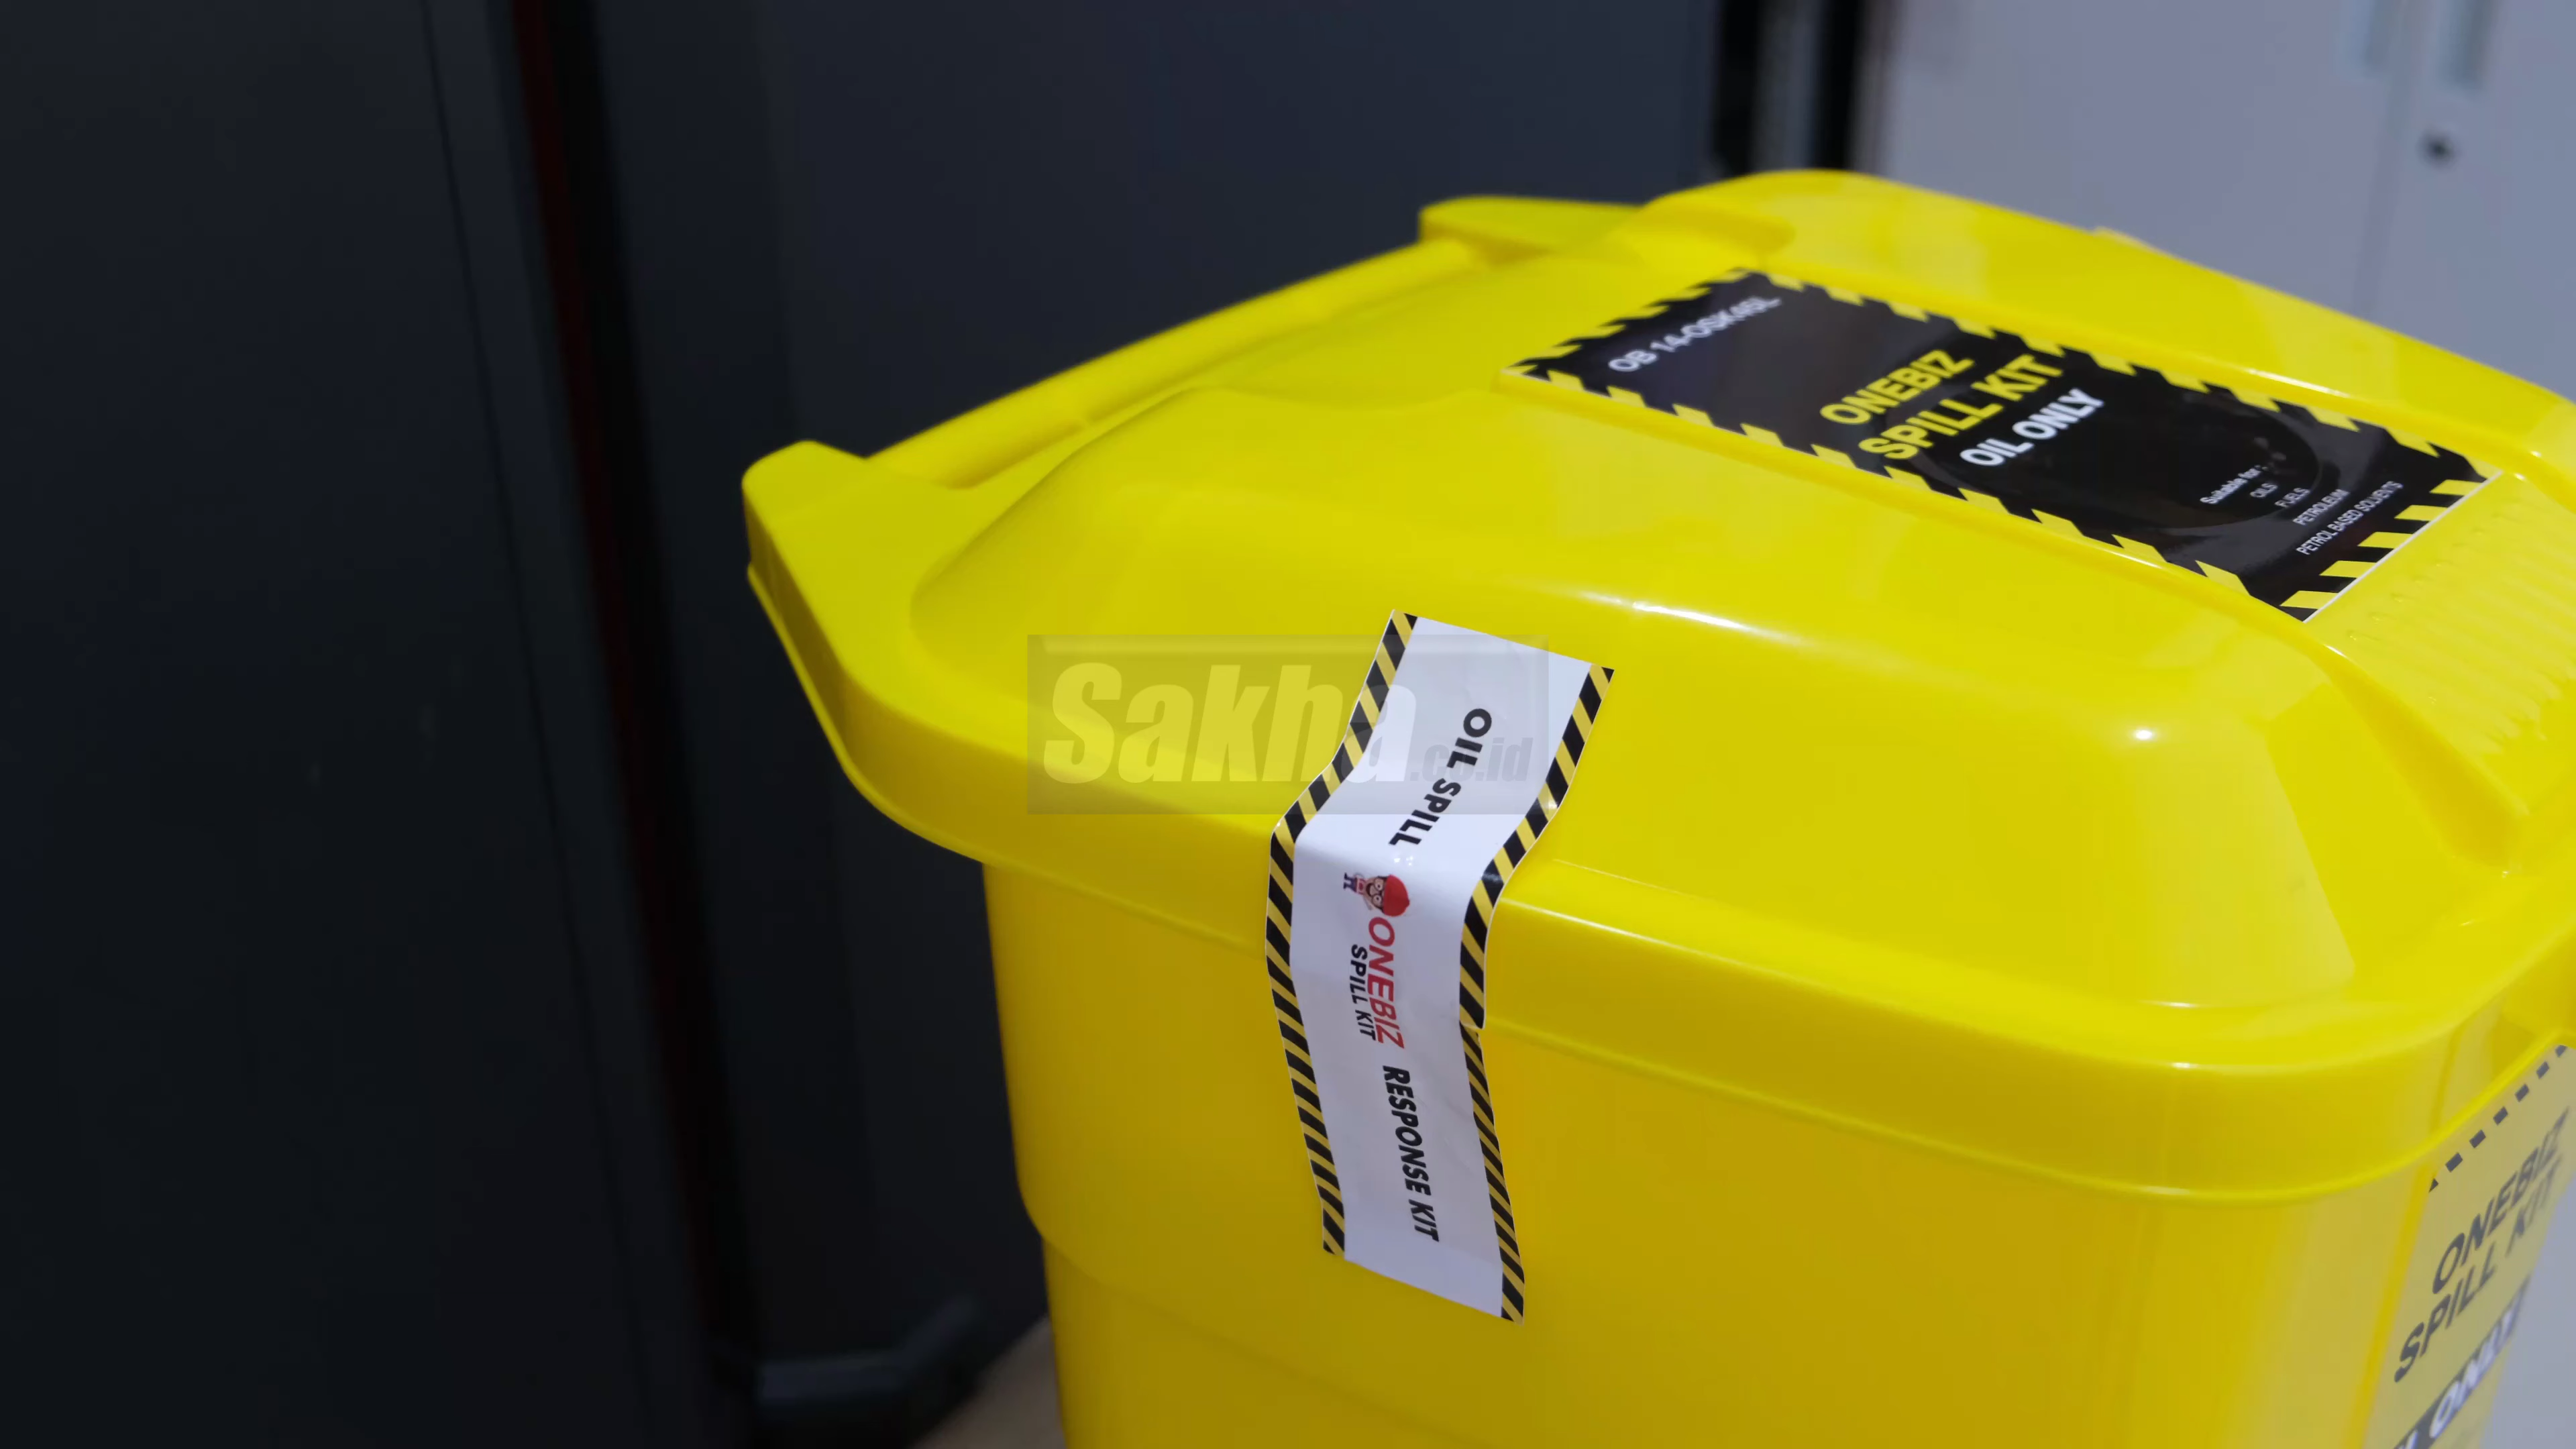 OB 14-OSK45L
ONEBIZ
SPILL KIT
OIL ONLY
Suitable for :
OILS
FUELS
PETROLEUM
PETROL BASED SOLVENTS
Sakha.co.id
OIL SPILL
ONEBIZ
SPILL KIT
RESPONSE KIT
ONEBIZ
SPILL KIT
ONLY